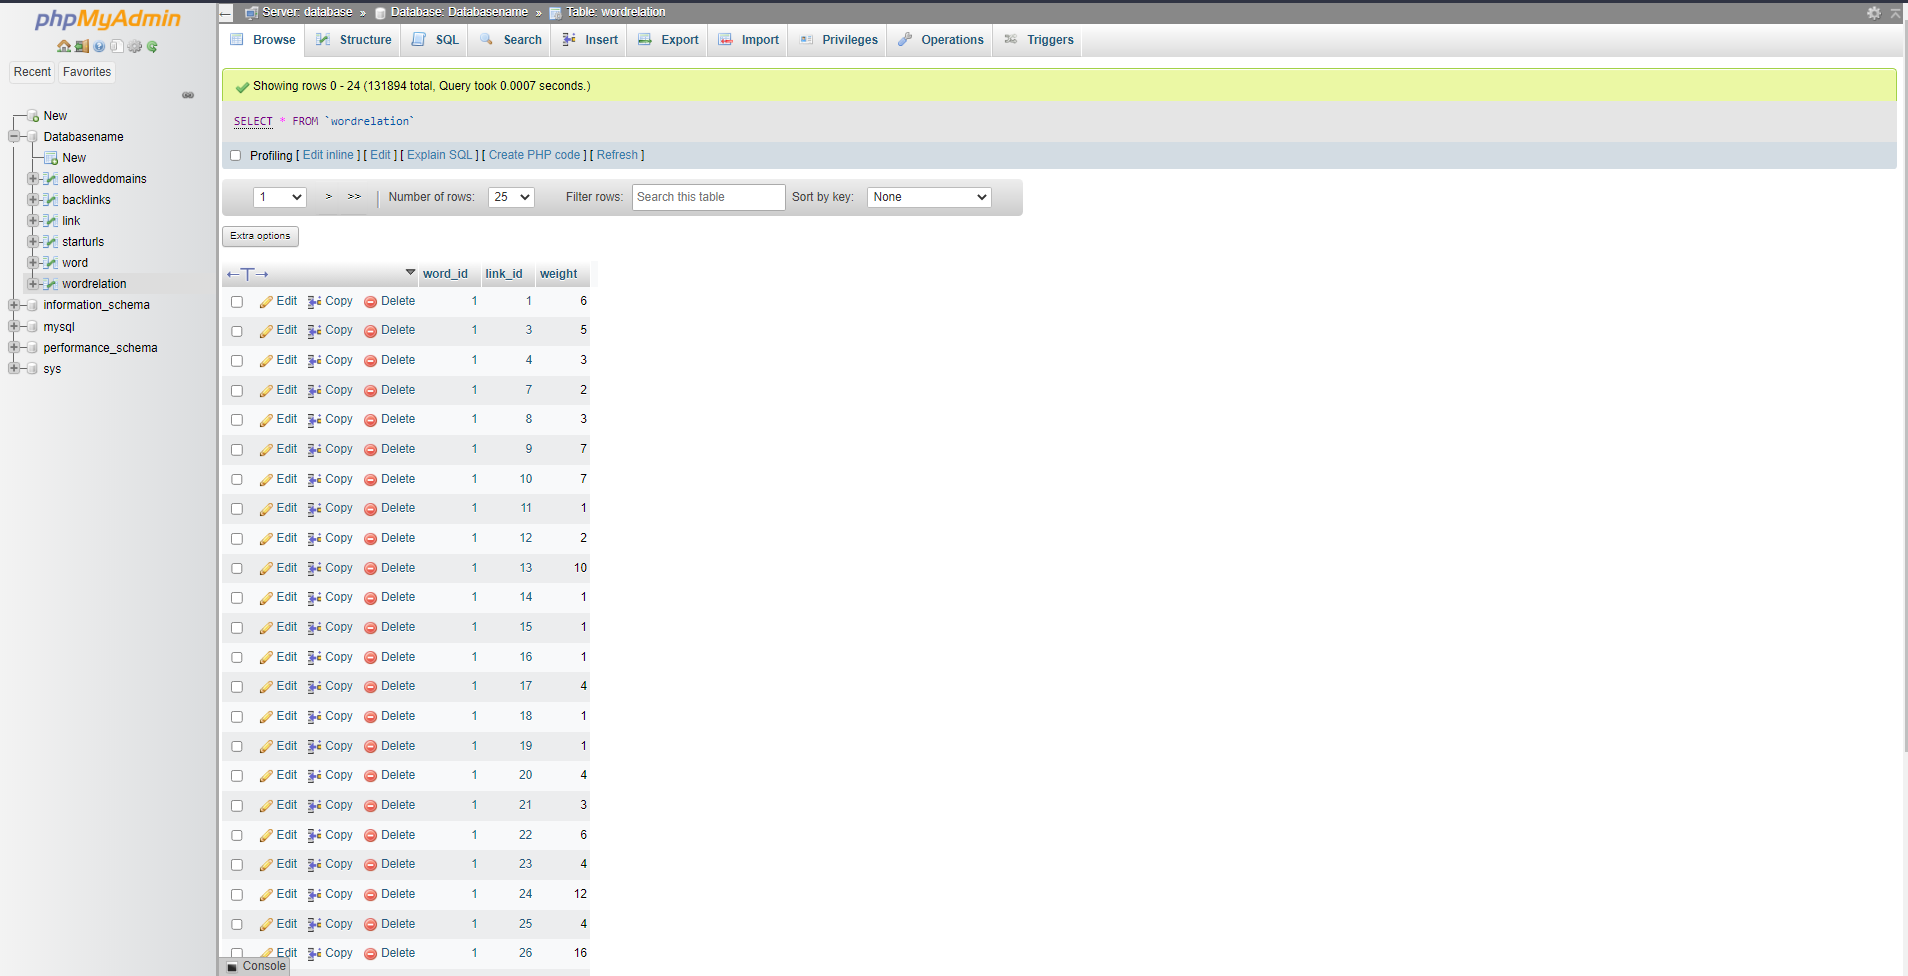 phpMyAdmin
Recent Favorites
New
Databasename
New
alloweddomains
backlinks
link
starturls
word
wordrelation
information_schema
mysql
performance_schema
sys
Server: database » Database: Databasename » Table: wordrelation
Browse Structure SQL Search Insert Export Import Privileges Operations Triggers
Showing rows 0 - 24 (131894 total, Query took 0.0007 seconds.)
SELECT * FROM `wordrelation`
Profiling [ Edit inline ] [ Edit ] [ Explain SQL ] [ Create PHP code ] [ Refresh ]
1 > >> Number of rows: 25 Filter rows: Search this table Sort by key: None
Extra options
←T→ word_id link_id weight
Edit Copy Delete 1 1 6
Edit Copy Delete 1 3 5
Edit Copy Delete 1 4 3
Edit Copy Delete 1 7 2
Edit Copy Delete 1 8 3
Edit Copy Delete 1 9 7
Edit Copy Delete 1 10 7
Edit Copy Delete 1 11 1
Edit Copy Delete 1 12 2
Edit Copy Delete 1 13 10
Edit Copy Delete 1 14 1
Edit Copy Delete 1 15 1
Edit Copy Delete 1 16 1
Edit Copy Delete 1 17 4
Edit Copy Delete 1 18 1
Edit Copy Delete 1 19 1
Edit Copy Delete 1 20 4
Edit Copy Delete 1 21 3
Edit Copy Delete 1 22 6
Edit Copy Delete 1 23 4
Edit Copy Delete 1 24 12
Edit Copy Delete 1 25 4
Edit Copy Delete 1 26 16
Console